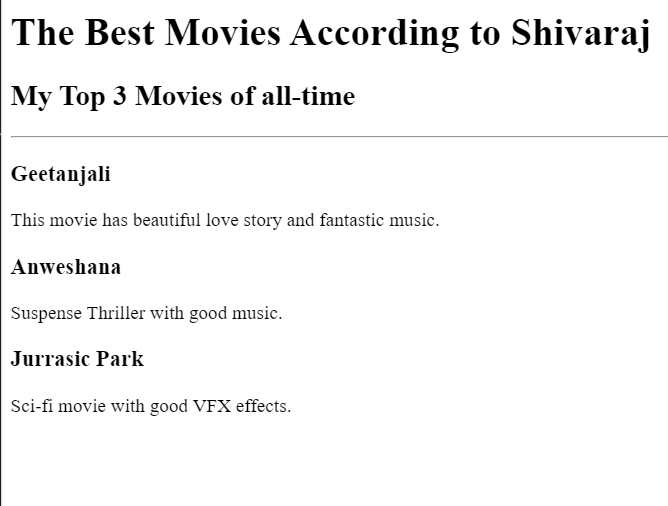 The Best Movies According to Shivaraj
My Top 3 Movies of all-time
Geetanjali
This movie has beautiful love story and fantastic music.
Anweshana
Suspense Thriller with good music.
Jurrasic Park
Sci-fi movie with good VFX effects.